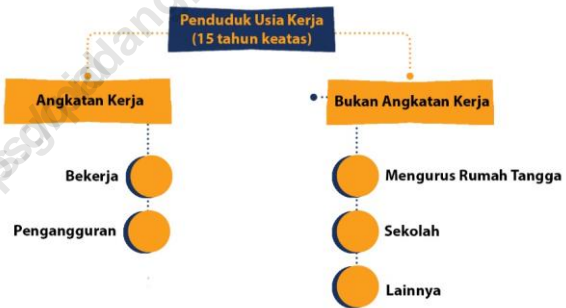 Penduduk Usia Kerja
(15 tahun keatas)
Angkatan Kerja
Bekerja
Pengangguran
Bukan Angkatan Kerja
Mengurus Rumah Tangga
Sekolah
Lainnya